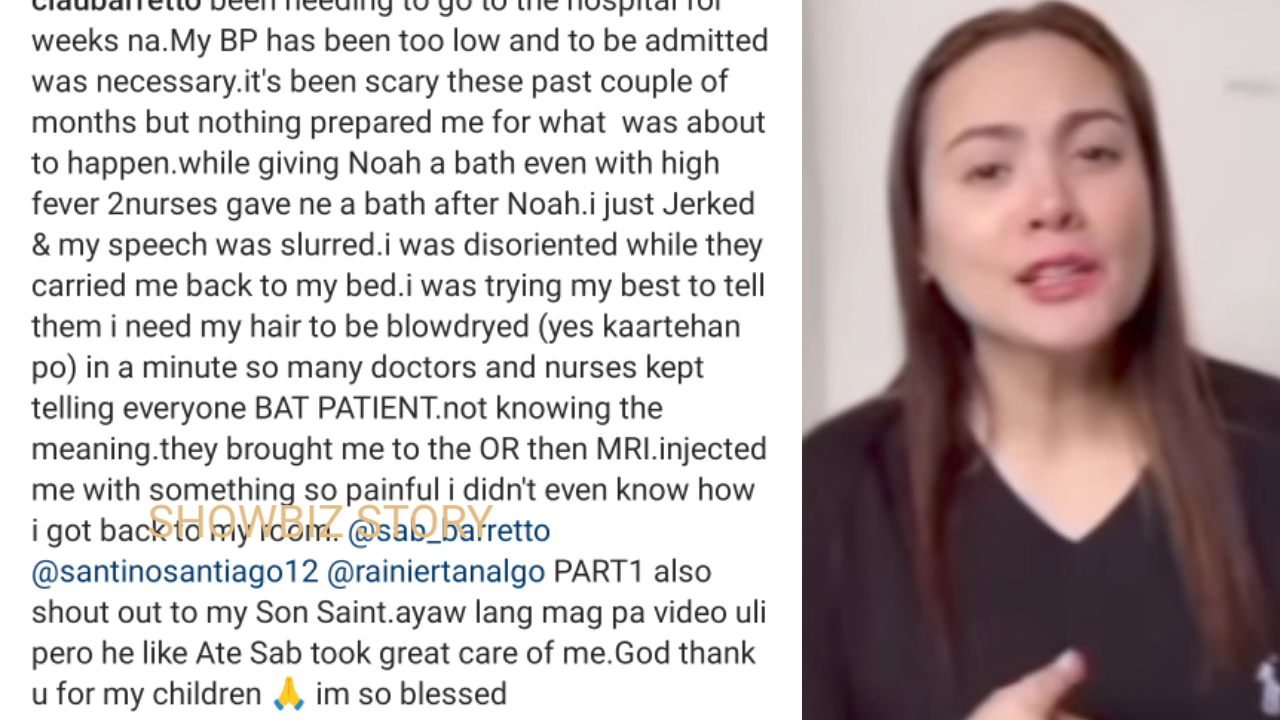 claubarretto been needing to go to the hospital for
weeks na.My BP has been too low and to be admitted
was necessary.it's been scary these past couple of
months but nothing prepared me for what  was about
to happen.while giving Noah a bath even with high
fever 2nurses gave ne a bath after Noah.i just Jerked
& my speech was slurred.i was disoriented while they
carried me back to my bed.i was trying my best to tell
them i need my hair to be blowdryed (yes kaartehan
po) in a minute so many doctors and nurses kept
telling everyone BAT PATIENT.not knowing the
meaning.they brought me to the OR then MRI.injected
me with something so painful i didn't even know how
i got back to my room. @sab_barretto
SHOWBIZ STORY
@santinosantiago12 @rainiertanalgo PART1 also
shout out to my Son Saint.ayaw lang mag pa video uli
pero he like Ate Sab took great care of me.God thank
u for my children 🙏 im so blessed